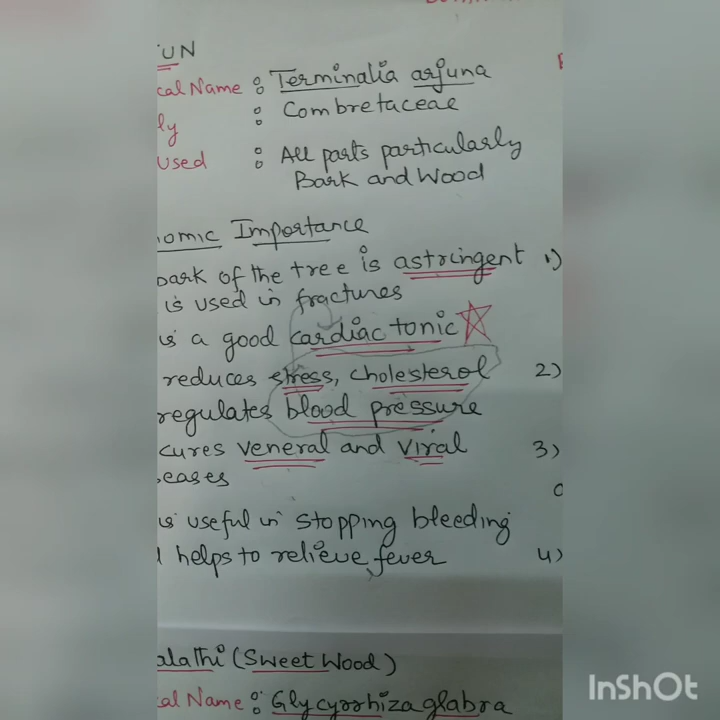 UN
cal Name : Terminalia arjuna
ly : Combretaceae
used : All parts particularly
Bark and Wood
omic Importance
bark of the tree is astringent 1)
is used in fractures
is a good cardiac tonic
reduces stress, cholesterol 2)
regulates blood pressure
cures veneral and viral 3)
eases
is useful in stopping bleeding
helps to relieve fever 4)
alathi (Sweet Wood)
cal Name : Glycyrrhiza glabra
InShOt